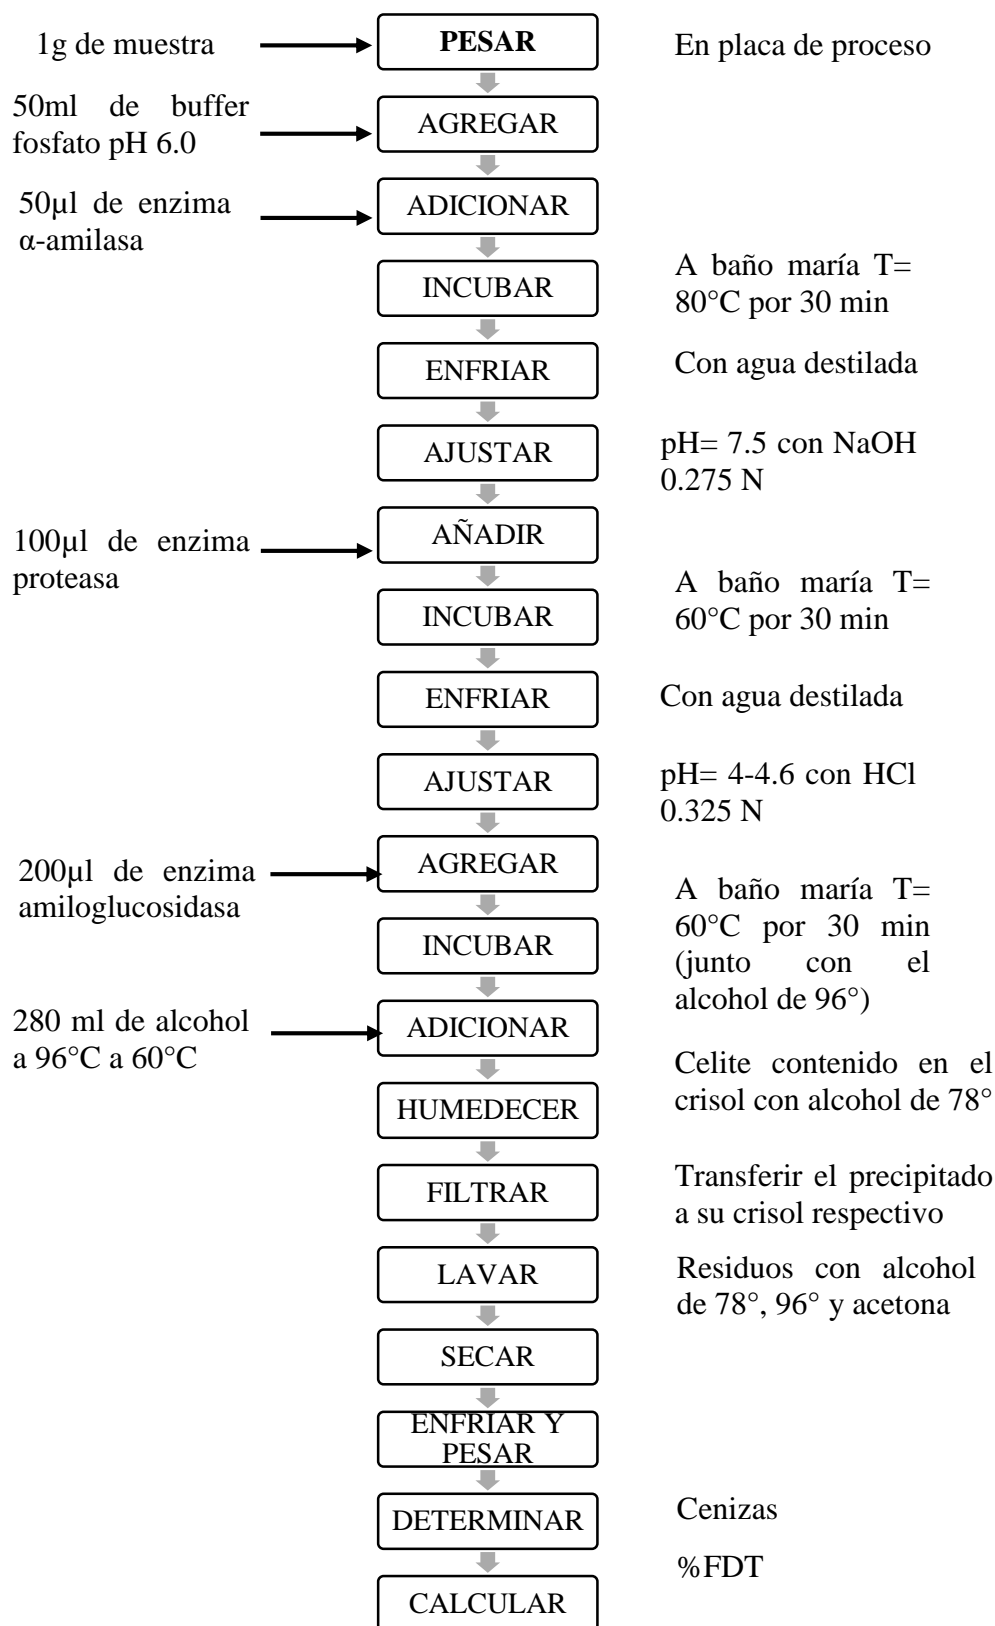 1g de muestra
PESAR
En placa de proceso
50ml de buffer
fosfato pH 6.0
AGREGAR
50µl de enzima
α-amilasa
ADICIONAR
INCUBAR
A baño maría T=
80°C por 30 min
ENFRIAR
Con agua destilada
AJUSTAR
pH= 7.5 con NaOH
0.275 N
100µl de enzima
proteasa
AÑADIR
INCUBAR
A baño maría T=
60°C por 30 min
ENFRIAR
Con agua destilada
AJUSTAR
pH= 4-4.6 con HCl
0.325 N
200µl de enzima
amiloglucosidasa
AGREGAR
INCUBAR
A baño maría T=
60°C por 30 min
(junto con el
alcohol de 96°)
280 ml de alcohol
a 96°C a 60°C
ADICIONAR
HUMEDECER
Celite contenido en el
crisol con alcohol de 78°
FILTRAR
Transferir el precipitado
a su crisol respectivo
LAVAR
Residuos con alcohol
de 78°, 96° y acetona
SECAR
ENFRIAR Y
PESAR
DETERMINAR
Cenizas
%FDT
CALCULAR